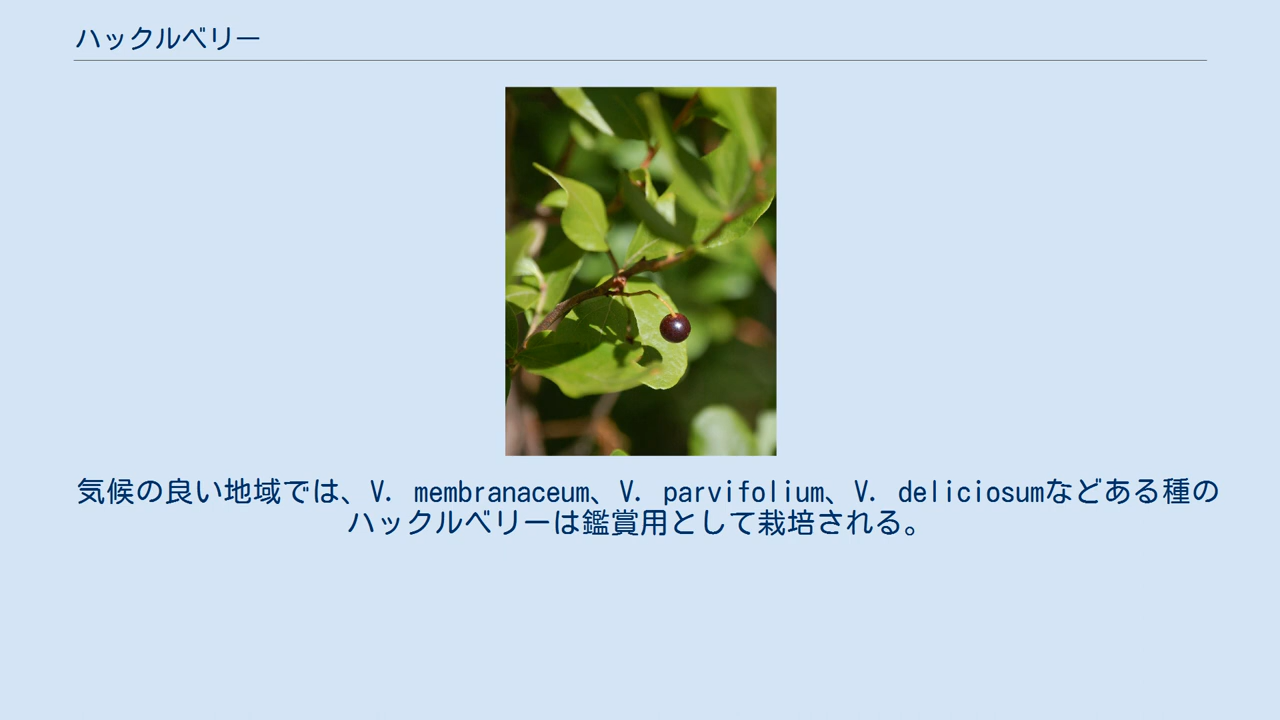 ハックルベリー
気候の良い地域では、V. membranaceum、V. parvifolium、V. deliciosumなどある種の
ハックルベリーは鑑賞用として栽培される。